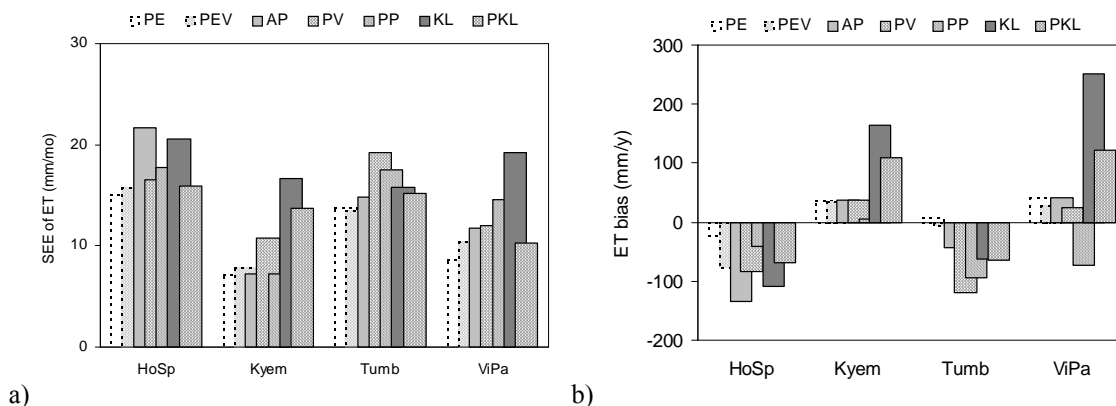 PE PEV AP PV PP KL PKL
30
20
10
0
SEE of ET (mm/mo)
HoSp Kyem Tumb ViPa
a)
PE PEV AP PV PP KL PKL
300
200
100
0
-100
-200
ET bias (mm/y)
HoSp Kyem Tumb ViPa
b)